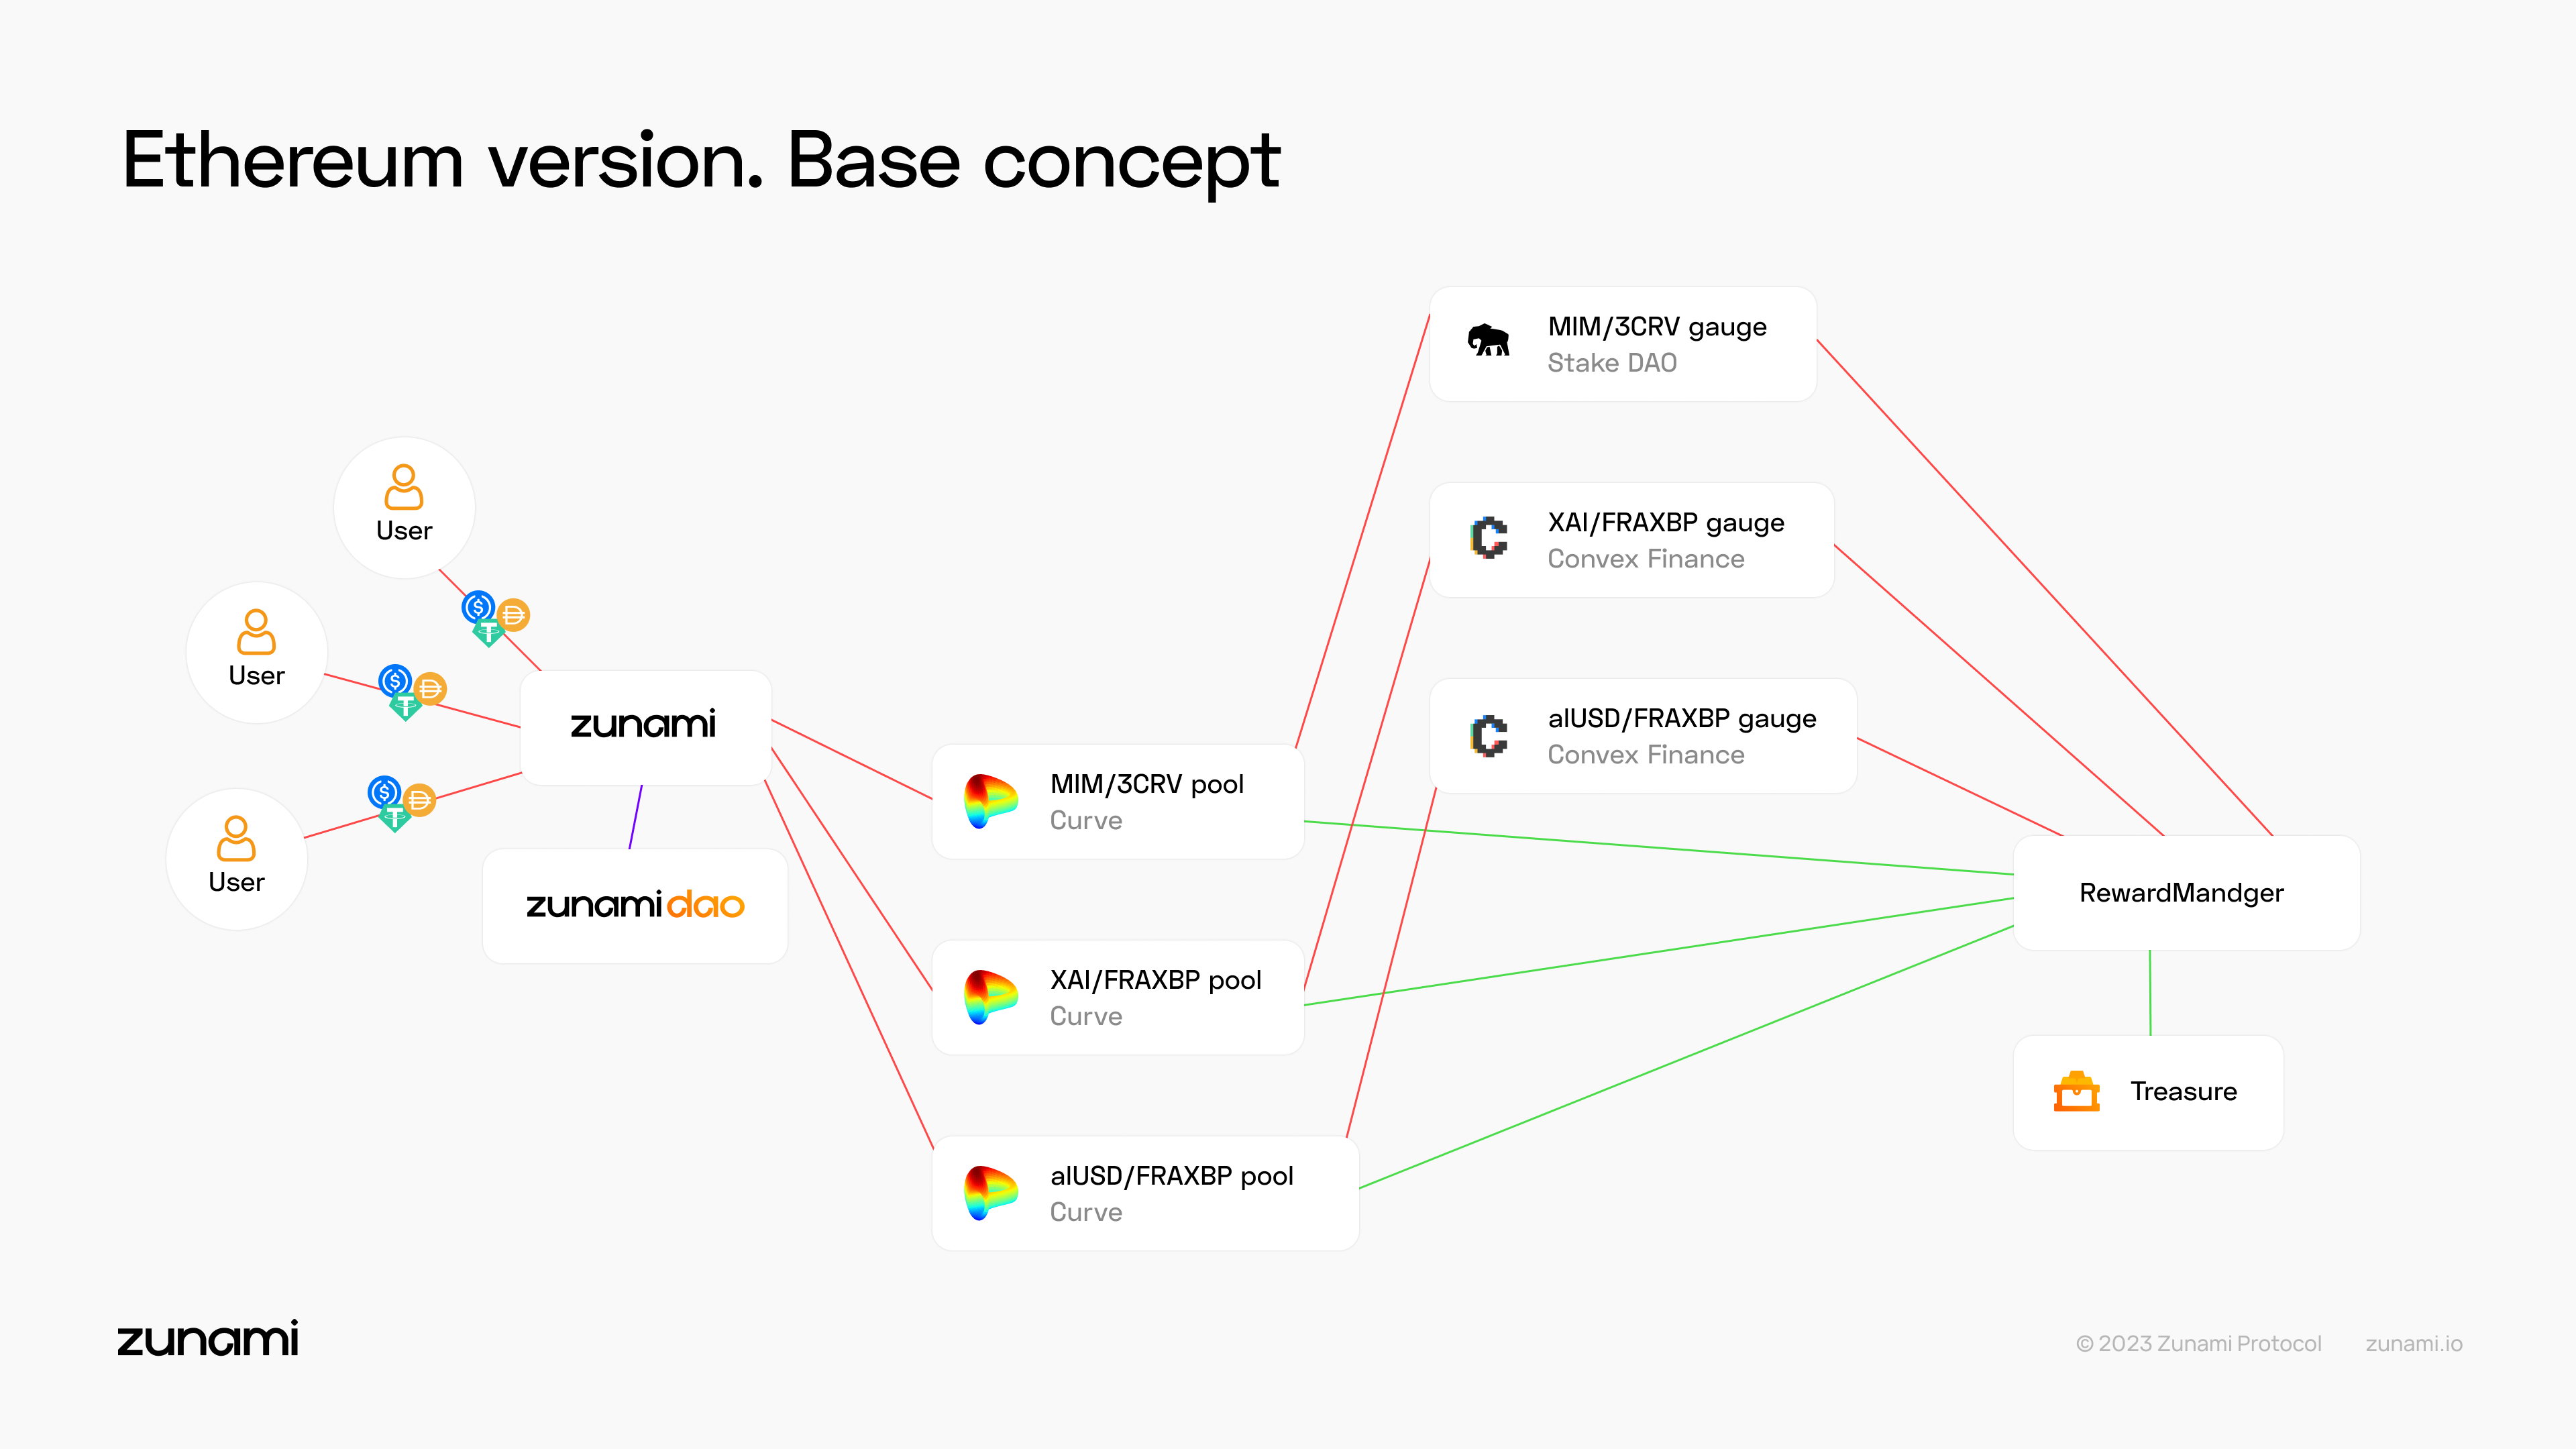 Ethereum version. Base concept
MIM/3CRV gauge
Stake DAO
XAI/FRAXBP gauge
Convex Finance
alUSD/FRAXBP gauge
Convex Finance
User
User
User
zunami
zunami dao
MIM/3CRV pool
Curve
XAI/FRAXBP pool
Curve
alUSD/FRAXBP pool
Curve
RewardMandger
Treasure
zunami
© 2023 Zunami Protocol
zunami.io